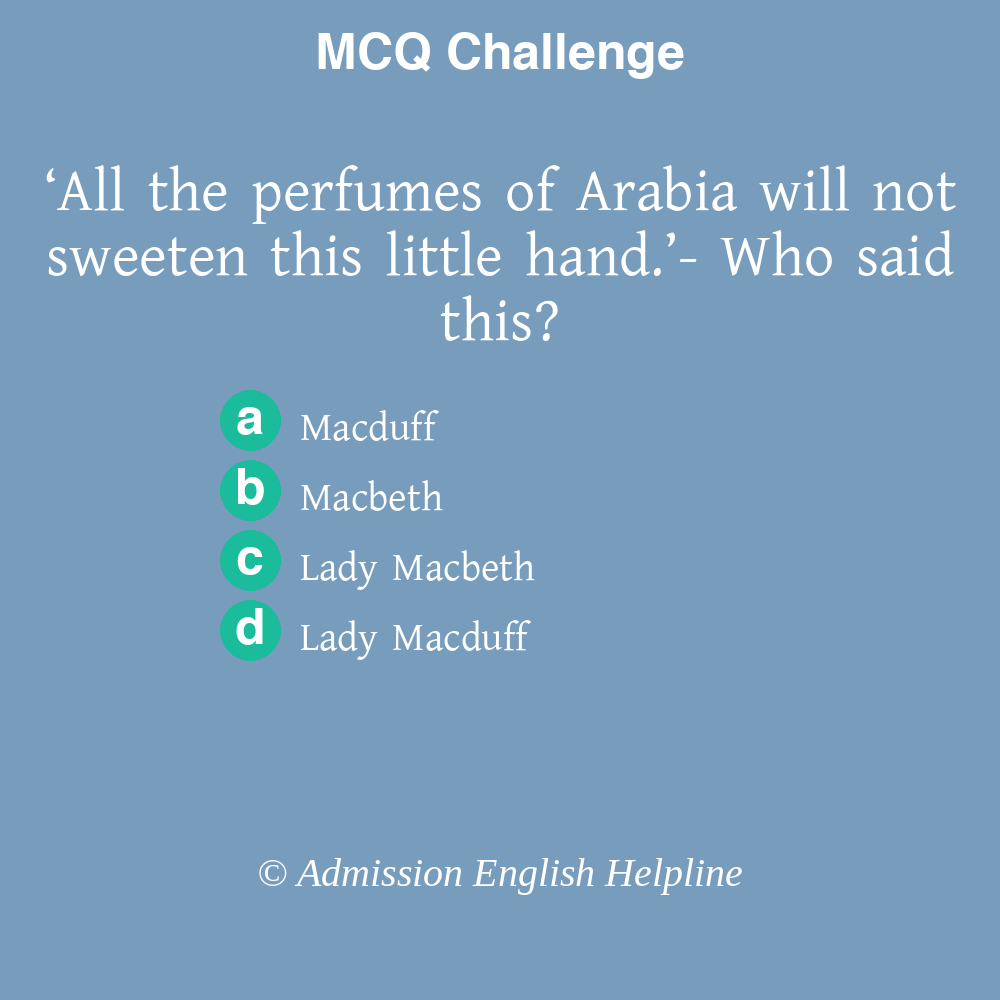 MCQ Challenge
‘All the perfumes of Arabia will not
sweeten this little hand.’- Who said
this?
a Macduff
b Macbeth
c Lady Macbeth
d Lady Macduff
© Admission English Helpline